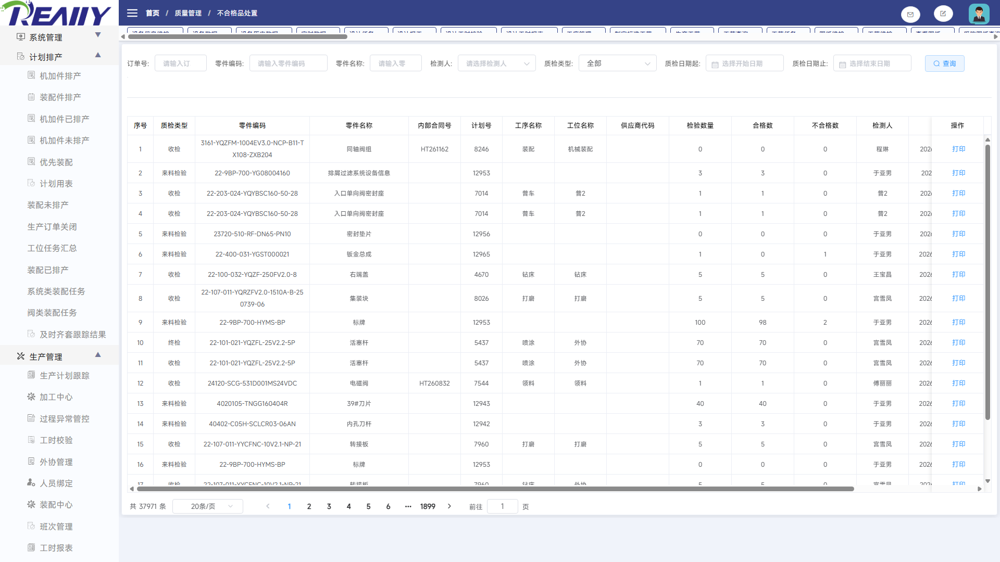 REAllY
首页 / 质量管理 / 不合格品处置
系统管理
计划排产
机加件排产
装配件排产
机加件已排产
机加件未排产
优先装配
计划用表
装配未排产
生产订单关闭
工位任务汇总
装配已排产
系统类装配任务
阀类装配任务
及时齐套跟踪结果
生产管理
生产计划跟踪
加工中心
过程异常管控
工时校验
外协管理
人员绑定
装配中心
班次管理
工时报表
订单号: 请输入订 零件编码: 请输入零件编码 零件名称: 请输入零 检测人: 请选择检测人 质检类型: 全部 质检日期起: 选择开始日期 质检日期止: 选择结束日期 查询
序号 质检类型 零件编码 零件名称 内部合同号 计划号 工序名称 工位名称 供应商代码 检验数量 合格数 不合格数 检测人 操作
1 收检 3161-YQZFM-1004EV3.0-NCP-B11-T 同轴阀组 HT261162 8246 装配 机械装配 0 0 0 程琳 2026 打印
X108-ZXB204
2 来料检验 22-9BP-700-YG08004160 排屑过滤系统设备信息 12953 3 3 0 于亚男 202 打印
3 收检 22-203-024-YQYBSC160-50-28 入口单向阀密封座 7014 普车 普2 1 1 0 普2 2026 打印
4 收检 22-203-024-YQYBSC160-50-28 入口单向阀密封座 7014 普车 普2 1 1 0 普2 2026 打印
5 来料检验 23720-510-RF-DN65-PN10 密封垫片 12956 0 0 0 于亚男 2026 打印
6 来料检验 22-400-031-YGST000021 钣金总成 12965 1 0 1 于亚男 2026 打印
7 收检 22-100-032-YQZF-250FV2.0-8 右端盖 4670 钻床 钻床 5 5 0 王宝昌 2026 打印
8 收检 22-107-011-YQRZFV2.0-1510A-B-25 集装块 8026 打磨 打磨 5 5 0 宫雪凤 2026 打印
0739-06
9 来料检验 22-9BP-700-HYMS-BP 标牌 12953 100 98 2 于亚男 2026 打印
10 终检 22-101-021-YQZFL-25V2.2-5P 活塞杆 5437 喷涂 外协 70 70 0 宫雪凤 2026 打印
11 收检 22-101-021-YQZFL-25V2.2-5P 活塞杆 5437 喷涂 外协 70 70 0 宫雪凤 2026 打印
12 收检 24120-SCG-531D001MS24VDC 电磁阀 HT260832 7544 领料 领料 1 1 0 傅丽丽 2026 打印
13 来料检验 4020105-TNGG160404R 39#刀片 12943 40 40 0 于亚男 2026 打印
14 来料检验 40402-C05H-SCLCR03-06AN 内孔刀杆 12942 3 3 0 于亚男 2026 打印
15 收检 22-107-011-YYCFNC-10V2.1-NP-21 转接板 7960 打磨 打磨 5 5 0 宫雪凤 2026 打印
16 来料检验 22-9BP-700-HYMS-BP 标牌 12953 0 0 0 于亚男 2026 打印
17 收检 22-107-011-YYCFNC-10V2.1-NP-21 转接板 7960 钻床 外协 5 5 0 宫雪凤 2026 打印
共 37971 条 20条/页 1 2 3 4 5 6 ••• 1899 前往 1 页